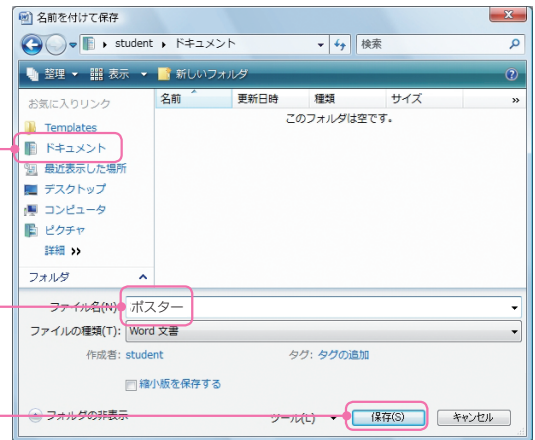 名前を付けて保存
student ▸ ドキュメント 検索
整理 表示 新しいフォルダ
お気に入りリンク 名前 更新日時 種類 サイズ »
このフォルダは空です。
Templates
ドキュメント
最近表示した場所
デスクトップ
コンピュータ
ピクチャ
詳細 »
フォルダ
ファイル名(N): ポスター
ファイルの種類(T): Word 文書
作成者: student タグ: タグの追加
縮小版を保存する
フォルダの非表示 ツール(L) 保存(S) キャンセル